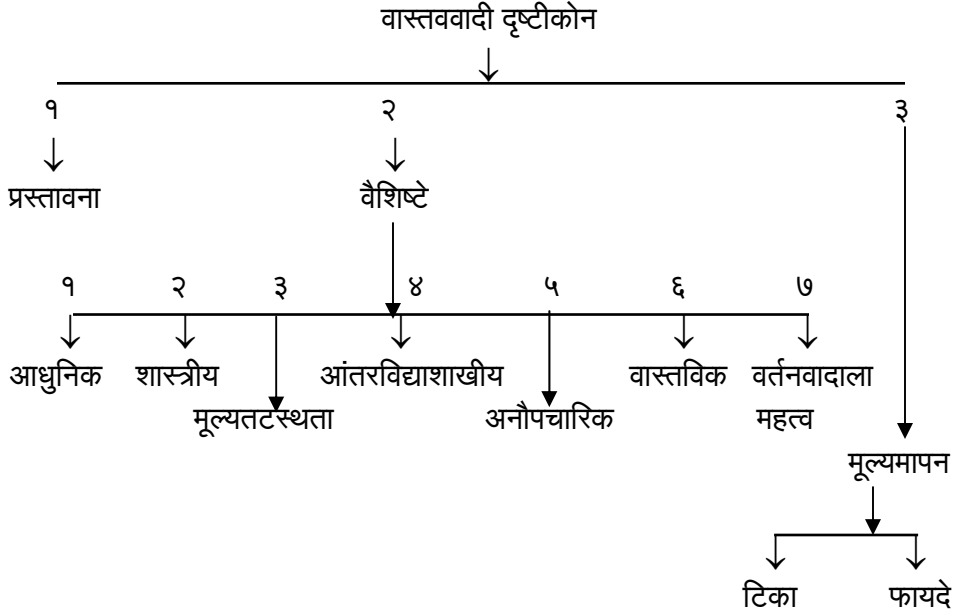 वास्तववादी दृष्टीकोन
१ २ ३
प्रस्तावना वैशिष्टे
१ २ ३ ४ ५ ६ ७
आधुनिक शास्त्रीय आंतरविद्याशाखीय वास्तविक वर्तनवादाला
मूल्यतटस्थता अनौपचारिक महत्व
मूल्यमापन
टिका फायदे